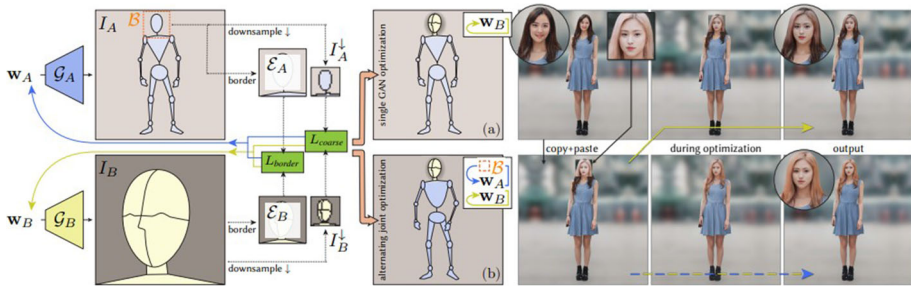 I_A
B
downsample ↓
I_A^↓
w_A
G_A
border
E_A
L_coarse
L_border
single GAN optimization
(a)
w_B
I_B
w_B
G_B
border
E_B
I_B^↓
downsample ↓
alternating joint optimization
(b)
B
w_A
w_B
copy+paste
during optimization
output